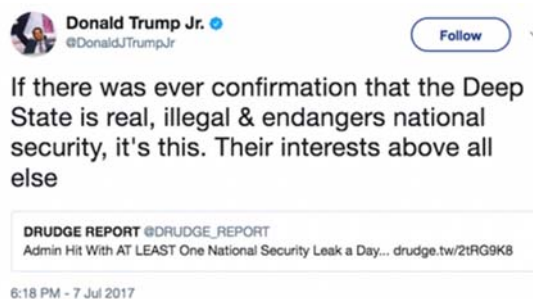 Donald Trump Jr.
@DonaldJTrumpJr
Follow
If there was ever confirmation that the Deep
State is real, illegal & endangers national
security, it's this. Their interests above all
else
DRUDGE REPORT @DRUDGE_REPORT
Admin Hit With AT LEAST One National Security Leak a Day... drudge.tw/2tRG9K8
6:18 PM - 7 Jul 2017